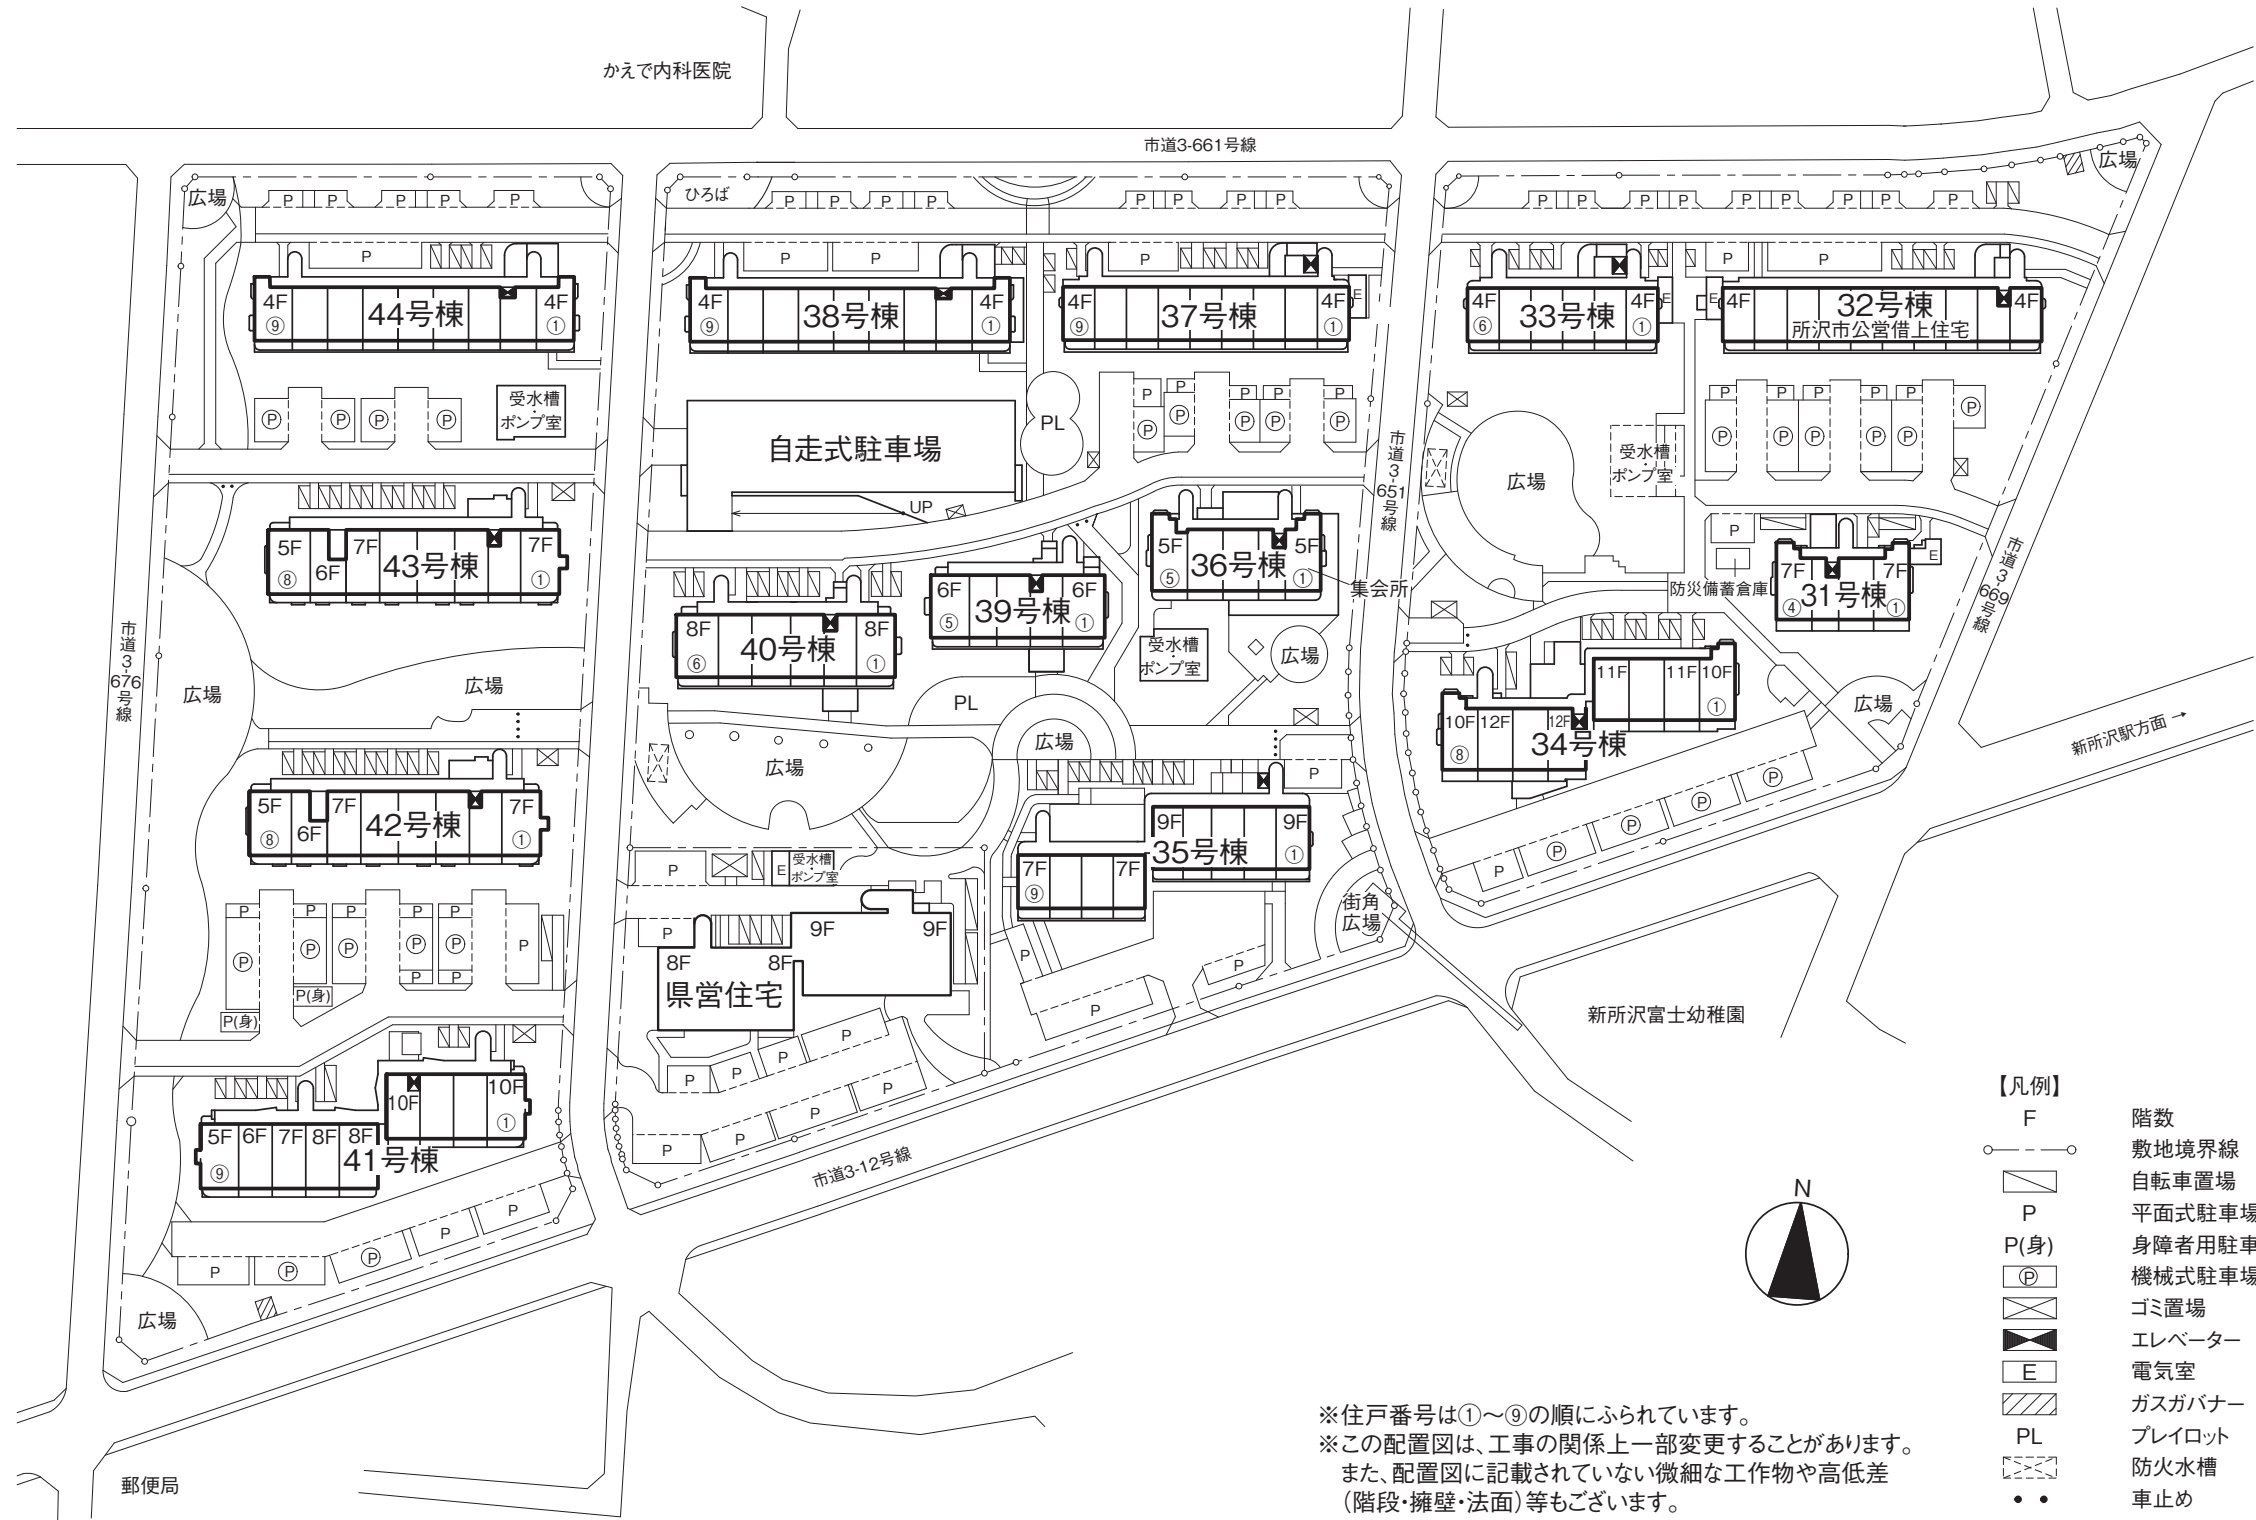 かえで内科医院
市道3-661号線
広場
P P P P P
ひろば
P P P P
P P P P
P P P P P P P P P
広場
P
P P
P
P P
44号棟
4F 4F
⑨ ①
38号棟
4F 4F
⑨ ①
37号棟
4F 4F
⑨ ①
E
33号棟
4F 4F
⑥ ①
E
E
32号棟
4F 4F
所沢市公営借上住宅
受水槽
・
ポンプ室
Ⓟ Ⓟ Ⓟ Ⓟ
自走式駐車場
UP
PL
P P P P P
Ⓟ Ⓟ Ⓟ Ⓟ Ⓟ
市道3-651号線
広場
受水槽
・
ポンプ室
P P P P P P
Ⓟ Ⓟ Ⓟ Ⓟ Ⓟ Ⓟ
43号棟
5F 6F 7F 7F
⑧ ①
40号棟
8F 8F
⑥ ①
39号棟
6F 6F
⑤ ①
36号棟
5F 5F
⑤ ①
集会所
P
防災備蓄倉庫
31号棟
7F 7F
④ ①
E
市道3-669号線
市道3-676号線
広場
広場
受水槽
・
ポンプ室
広場
PL
広場
広場
34号棟
10F 12F 12F 11F 11F 10F
⑧ ①
広場
新所沢駅方面→
42号棟
5F 6F 7F 7F
⑧ ①
P
E
受水槽
・
ポンプ室
35号棟
7F 7F 9F 9F
⑨ ①
P
街角
広場
P Ⓟ Ⓟ Ⓟ Ⓟ
P P P P P
Ⓟ Ⓟ Ⓟ Ⓟ Ⓟ P
P P
P(身)
P(身)
P
県営住宅
8F 8F 9F 9F
P
P
P
新所沢富士幼稚園
41号棟
5F 6F 7F 8F 8F 10F 10F
⑨ ①
P P P P
P P P P
市道3-12号線
P Ⓟ Ⓟ P P
広場
郵便局
N
【凡例】
F 階数
敷地境界線
自転車置場
P 平面式駐車場
P(身) 身障者用駐車
Ⓟ 機械式駐車場
ゴミ置場
エレベーター
E 電気室
ガスガバナー
PL プレイロット
防火水槽
車止め
※住戸番号は①〜⑨の順にふられています。
※この配置図は、工事の関係上一部変更することがあります。
また、配置図に記載されていない微細な工作物や高低差
（階段・擁壁・法面）等もございます。